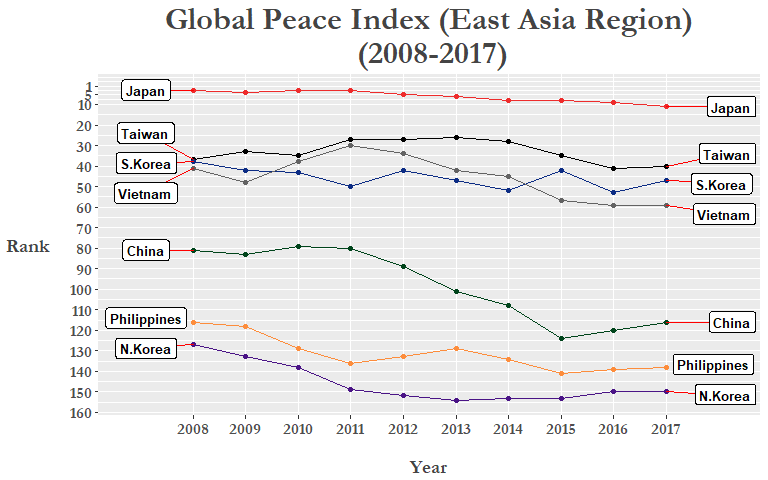 Global Peace Index (East Asia Region)
(2008-2017)
Rank
1
5
10
20
30
40
50
60
70
80
90
100
110
120
130
140
150
160
Japan
Taiwan
S.Korea
Vietnam
China
Philippines
N.Korea
Japan
Taiwan
S.Korea
Vietnam
China
Philippines
N.Korea
2008 2009 2010 2011 2012 2013 2014 2015 2016 2017
Year